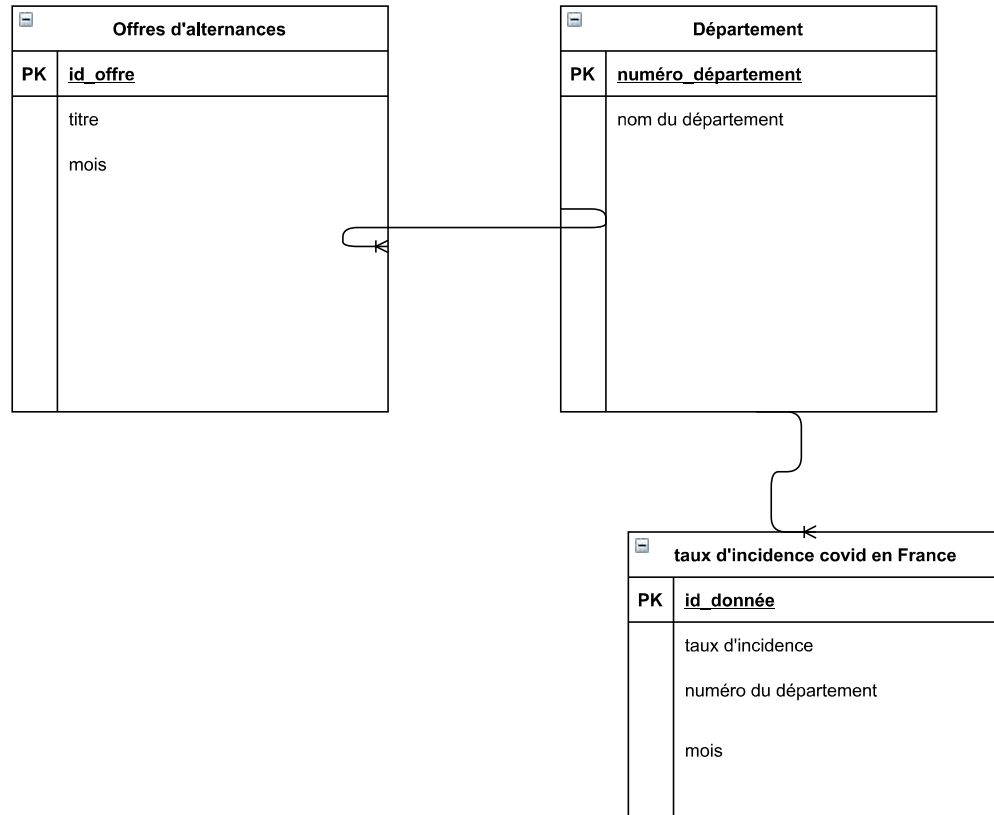 Offres d'alternances
PK id_offre
titre
mois
Département
PK numéro_département
nom du département
taux d'incidence covid en France
PK id_donnée
taux d'incidence
numéro du département
mois